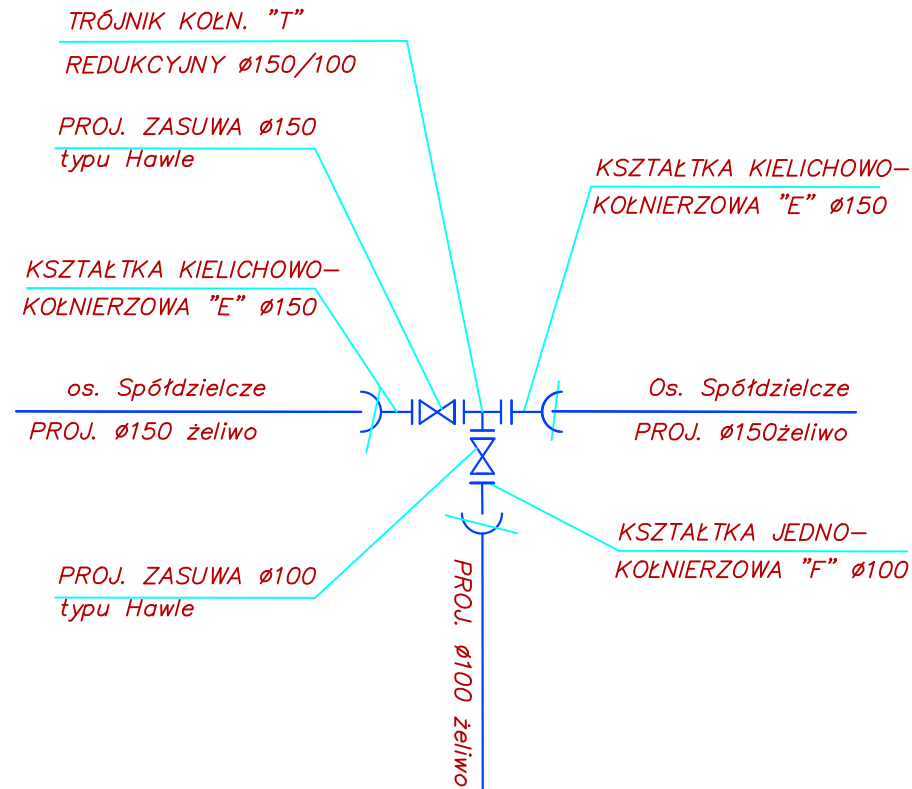 TRÓJNIK KOŁN. "T"
REDUKCYJNY ø150/100
PROJ. ZASUWA ø150
typu Hawle
KSZTAŁTKA KIELICHOWO-
KOŁNIERZOWA "E" ø150
KSZTAŁTKA KIELICHOWO-
KOŁNIERZOWA "E" ø150
os. Spółdzielcze
PROJ. ø150 żeliwo
Os. Spółdzielcze
PROJ. ø150żeliwo
KSZTAŁTKA JEDNO-
KOŁNIERZOWA "F" ø100
PROJ. ZASUWA ø100
typu Hawle
PROJ. ø100 żeliwo